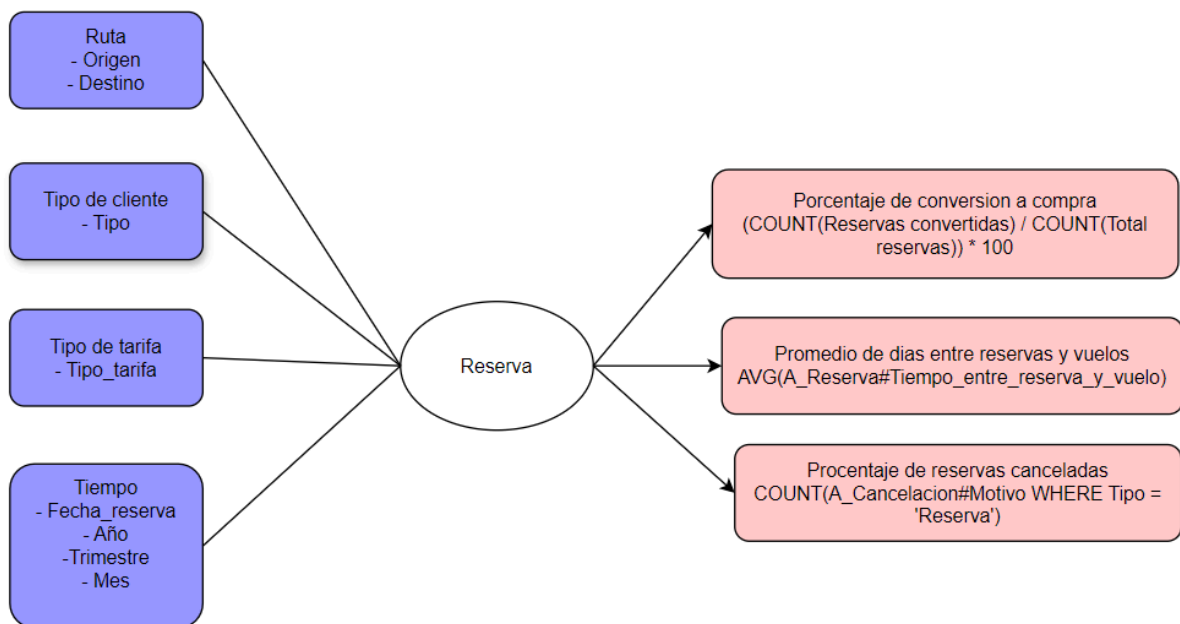 Ruta
- Origen
- Destino
Tipo de cliente
- Tipo
Tipo de tarifa
- Tipo_tarifa
Tiempo
- Fecha_reserva
- Año
-Trimestre
- Mes
Reserva
Porcentaje de conversion a compra
(COUNT(Reservas convertidas) / COUNT(Total
reservas)) * 100
Promedio de dias entre reservas y vuelos
AVG(A_Reserva#Tiempo_entre_reserva_y_vuelo)
Procentaje de reservas canceladas
COUNT(A_Cancelacion#Motivo WHERE Tipo =
'Reserva')